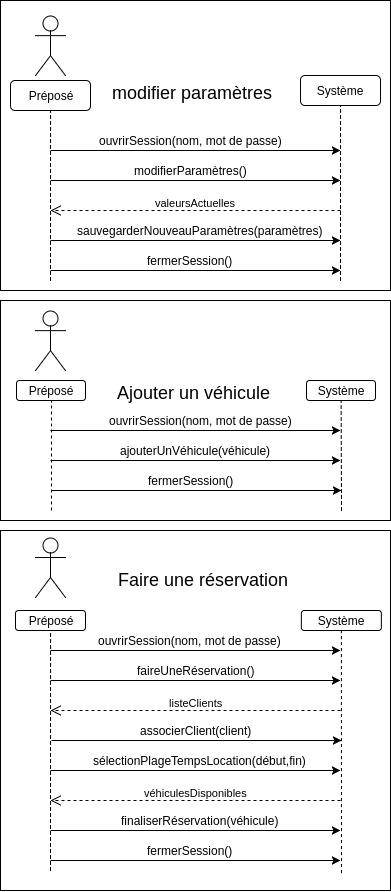 modifier paramètres
Préposé
Système
ouvrirSession(nom, mot de passe)
modifierParamètres()
valeursActuelles
sauvegarderNouveauParamètres(paramètres)
fermerSession()
Ajouter un véhicule
Préposé
Système
ouvrirSession(nom, mot de passe)
ajouterUnVéhicule(véhicule)
fermerSession()
Faire une réservation
Préposé
Système
ouvrirSession(nom, mot de passe)
faireUneRéservation()
listeClients
associerClient(client)
sélectionPlageTempsLocation(début,fin)
véhiculesDisponibles
finaliserRéservation(véhicule)
fermerSession()